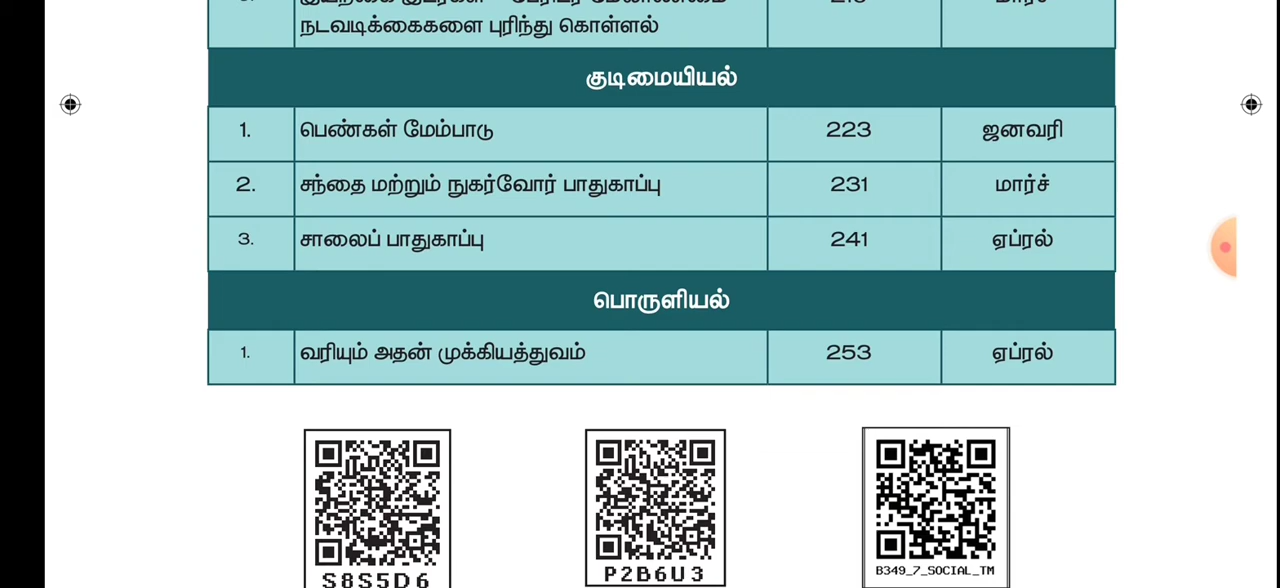 நடவடிக்கைகளை புரிந்து கொள்ளல்
குடிமையியல்
1. பெண்கள் மேம்பாடு 223 ஜனவரி
2. சந்தை மற்றும் நுகர்வோர் பாதுகாப்பு 231 மார்ச்
3. சாலைப் பாதுகாப்பு 241 ஏப்ரல்
பொருளியல்
1. வரியும் அதன் முக்கியத்துவம் 253 ஏப்ரல்
S8S5D6 P2B6U3 B349_7_SOCIAL_TM